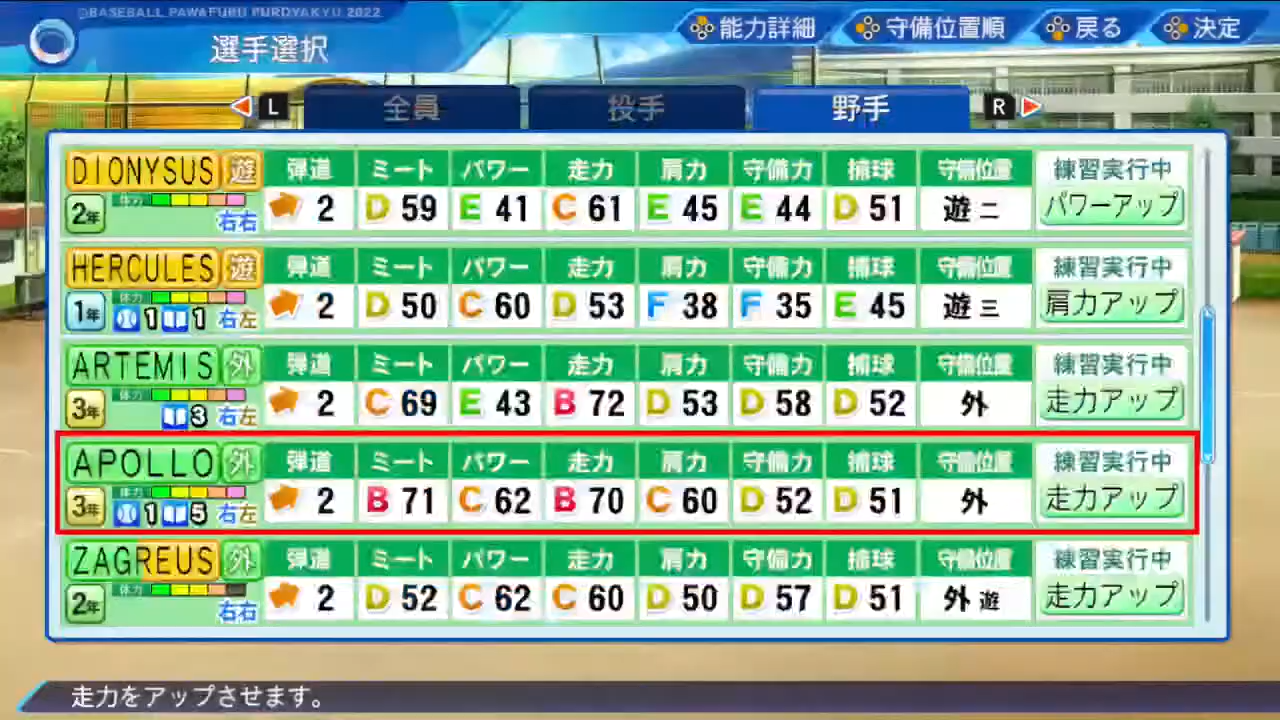 ©BASEBALL PAWAFURU PUROYAKYU 2022
選手選択
能力詳細 守備位置順 戻る 決定
L 全員 投手 野手 R
DIONYSUS 遊 弾道 ミート パワー 走力 肩力 守備力 捕球 守備位置 練習実行中
2年 体力 右右 2 D 59 E 41 C 61 E 45 E 44 D 51 遊 二 パワーアップ
HERCULES 遊 弾道 ミート パワー 走力 肩力 守備力 捕球 守備位置 練習実行中
1年 体力 1 1 右左 2 D 50 C 60 D 53 F 38 F 35 E 45 遊 三 肩力アップ
ARTEMIS 外 弾道 ミート パワー 走力 肩力 守備力 捕球 守備位置 練習実行中
3年 体力 3 右左 2 C 69 E 43 B 72 D 53 D 58 D 52 外 走力アップ
APOLLO 外 弾道 ミート パワー 走力 肩力 守備力 捕球 守備位置 練習実行中
3年 体力 1 5 右左 2 B 71 C 62 B 70 C 60 D 52 D 51 外 走力アップ
ZAGREUS 外 弾道 ミート パワー 走力 肩力 守備力 捕球 守備位置 練習実行中
2年 体力 右右 2 D 52 C 62 C 60 D 50 D 57 D 51 外 遊 走力アップ
走力をアップさせます。